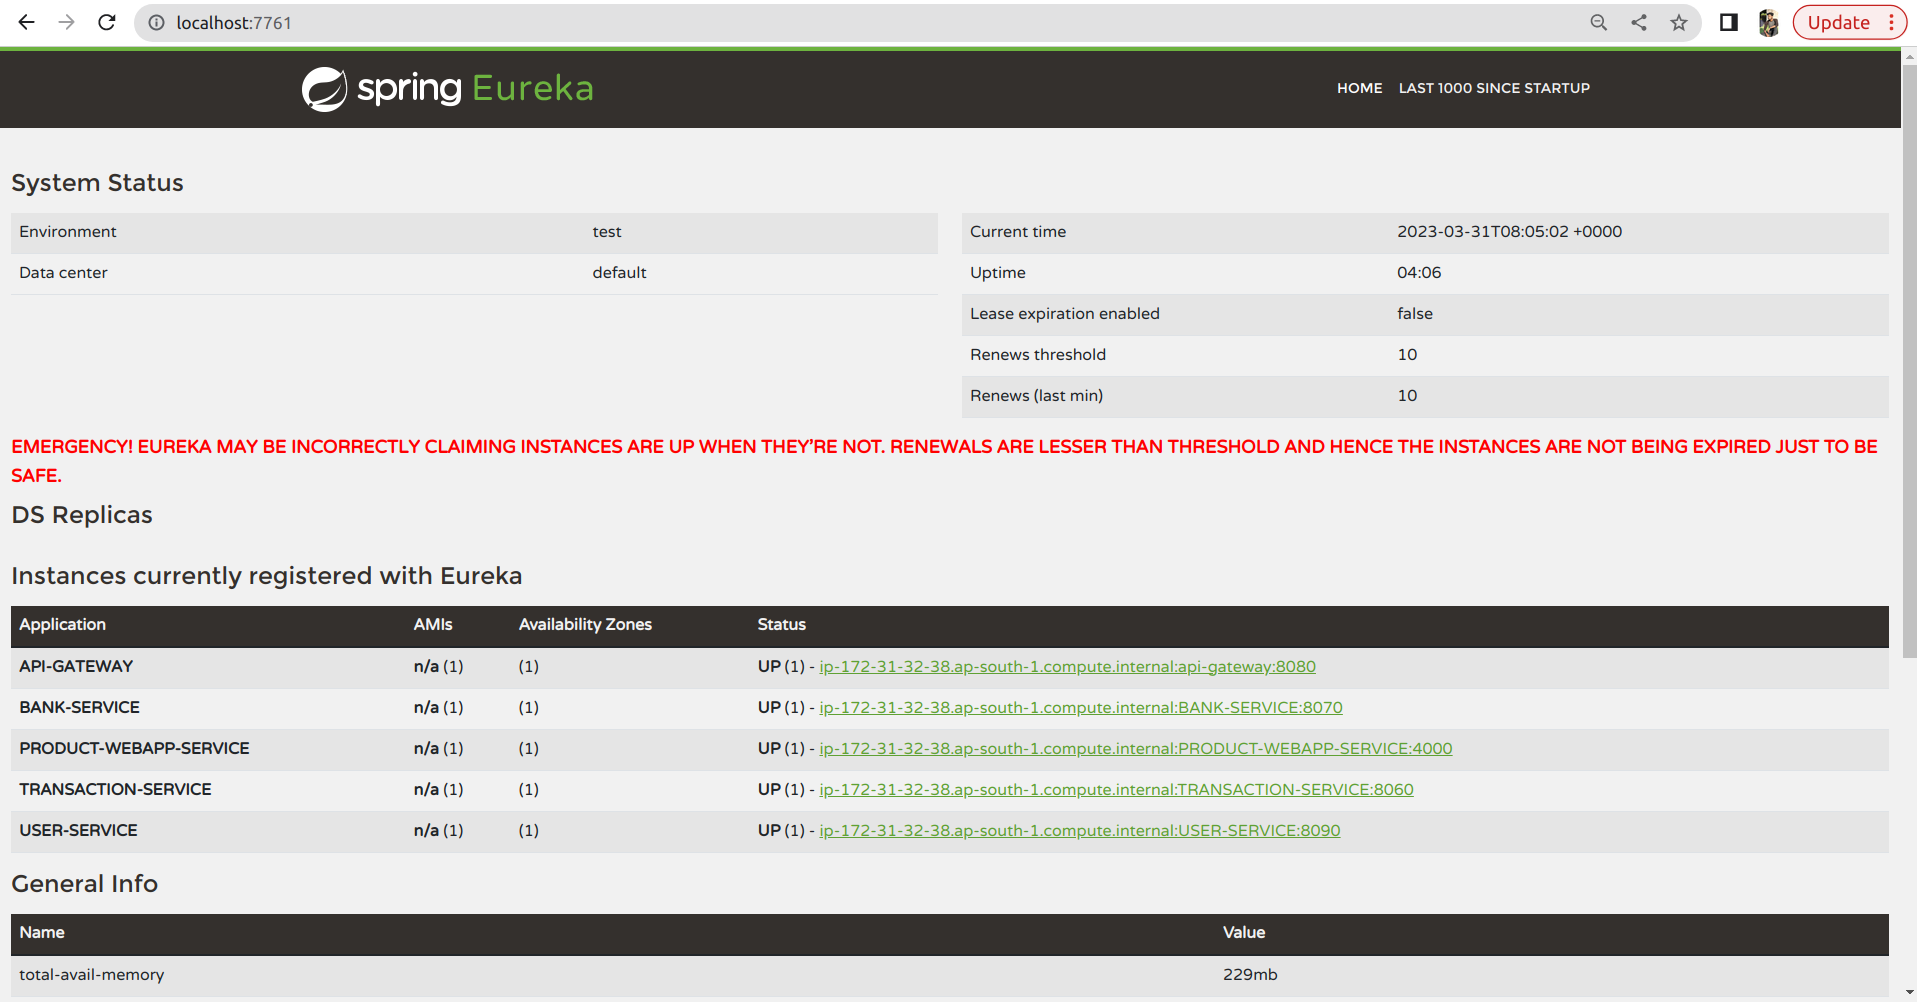 localhost:7761
Update
spring Eureka
HOME LAST 1000 SINCE STARTUP
System Status
Environment test
Data center default
Current time 2023-03-31T08:05:02 +0000
Uptime 04:06
Lease expiration enabled false
Renews threshold 10
Renews (last min) 10
EMERGENCY! EUREKA MAY BE INCORRECTLY CLAIMING INSTANCES ARE UP WHEN THEY'RE NOT. RENEWALS ARE LESSER THAN THRESHOLD AND HENCE THE INSTANCES ARE NOT BEING EXPIRED JUST TO BE
SAFE.
DS Replicas
Instances currently registered with Eureka
Application AMIs Availability Zones Status
API-GATEWAY n/a (1) (1) UP (1) - ip-172-31-32-38.ap-south-1.compute.internal:api-gateway:8080
BANK-SERVICE n/a (1) (1) UP (1) - ip-172-31-32-38.ap-south-1.compute.internal:BANK-SERVICE:8070
PRODUCT-WEBAPP-SERVICE n/a (1) (1) UP (1) - ip-172-31-32-38.ap-south-1.compute.internal:PRODUCT-WEBAPP-SERVICE:4000
TRANSACTION-SERVICE n/a (1) (1) UP (1) - ip-172-31-32-38.ap-south-1.compute.internal:TRANSACTION-SERVICE:8060
USER-SERVICE n/a (1) (1) UP (1) - ip-172-31-32-38.ap-south-1.compute.internal:USER-SERVICE:8090
General Info
Name Value
total-avail-memory 229mb